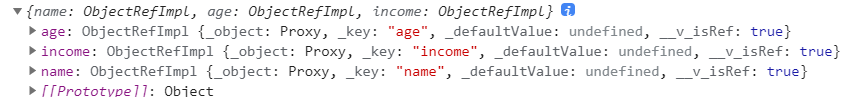 {name: ObjectRefImpl, age: ObjectRefImpl, income: ObjectRefImpl} i
age: ObjectRefImpl {_object: Proxy, _key: "age", _defaultValue: undefined, __v_isRef: true}
income: ObjectRefImpl {_object: Proxy, _key: "income", _defaultValue: undefined, __v_isRef: true}
name: ObjectRefImpl {_object: Proxy, _key: "name", _defaultValue: undefined, __v_isRef: true}
[[Prototype]]: Object